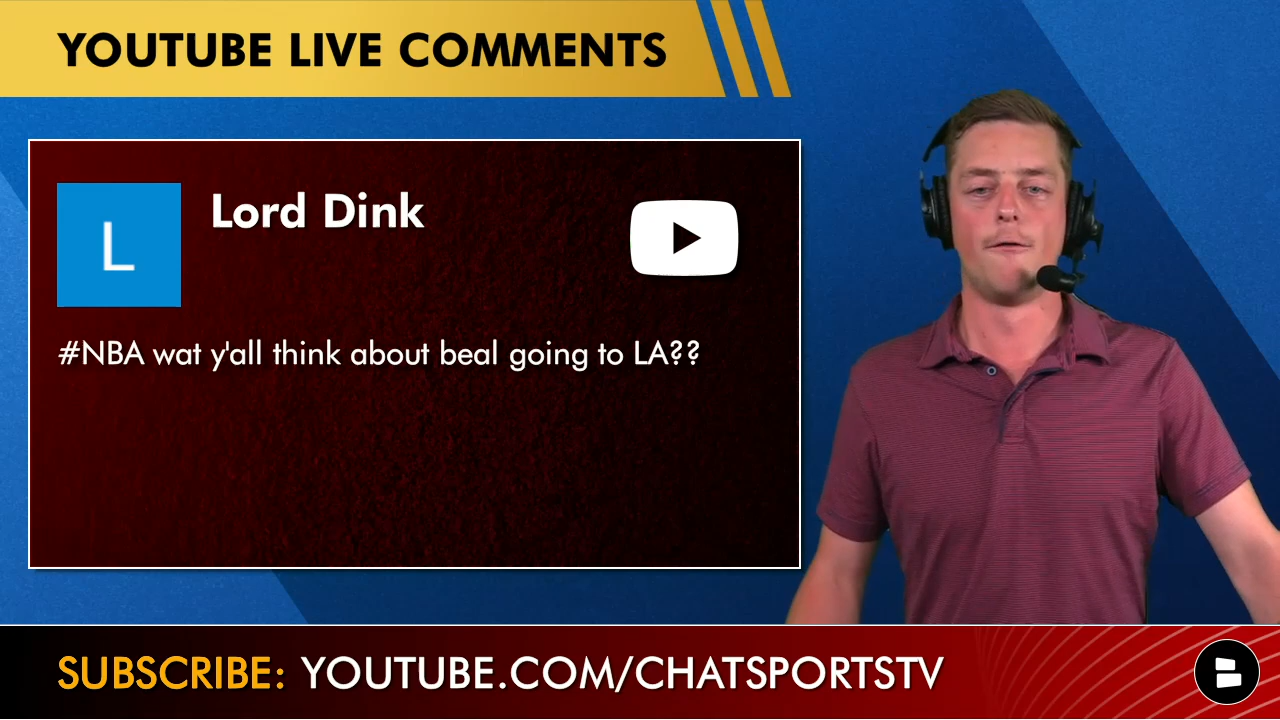 YOUTUBE LIVE COMMENTS
L
Lord Dink
#NBA wat y'all think about beal going to LA??
SUBSCRIBE: YOUTUBE.COM/CHATSPORTSTV